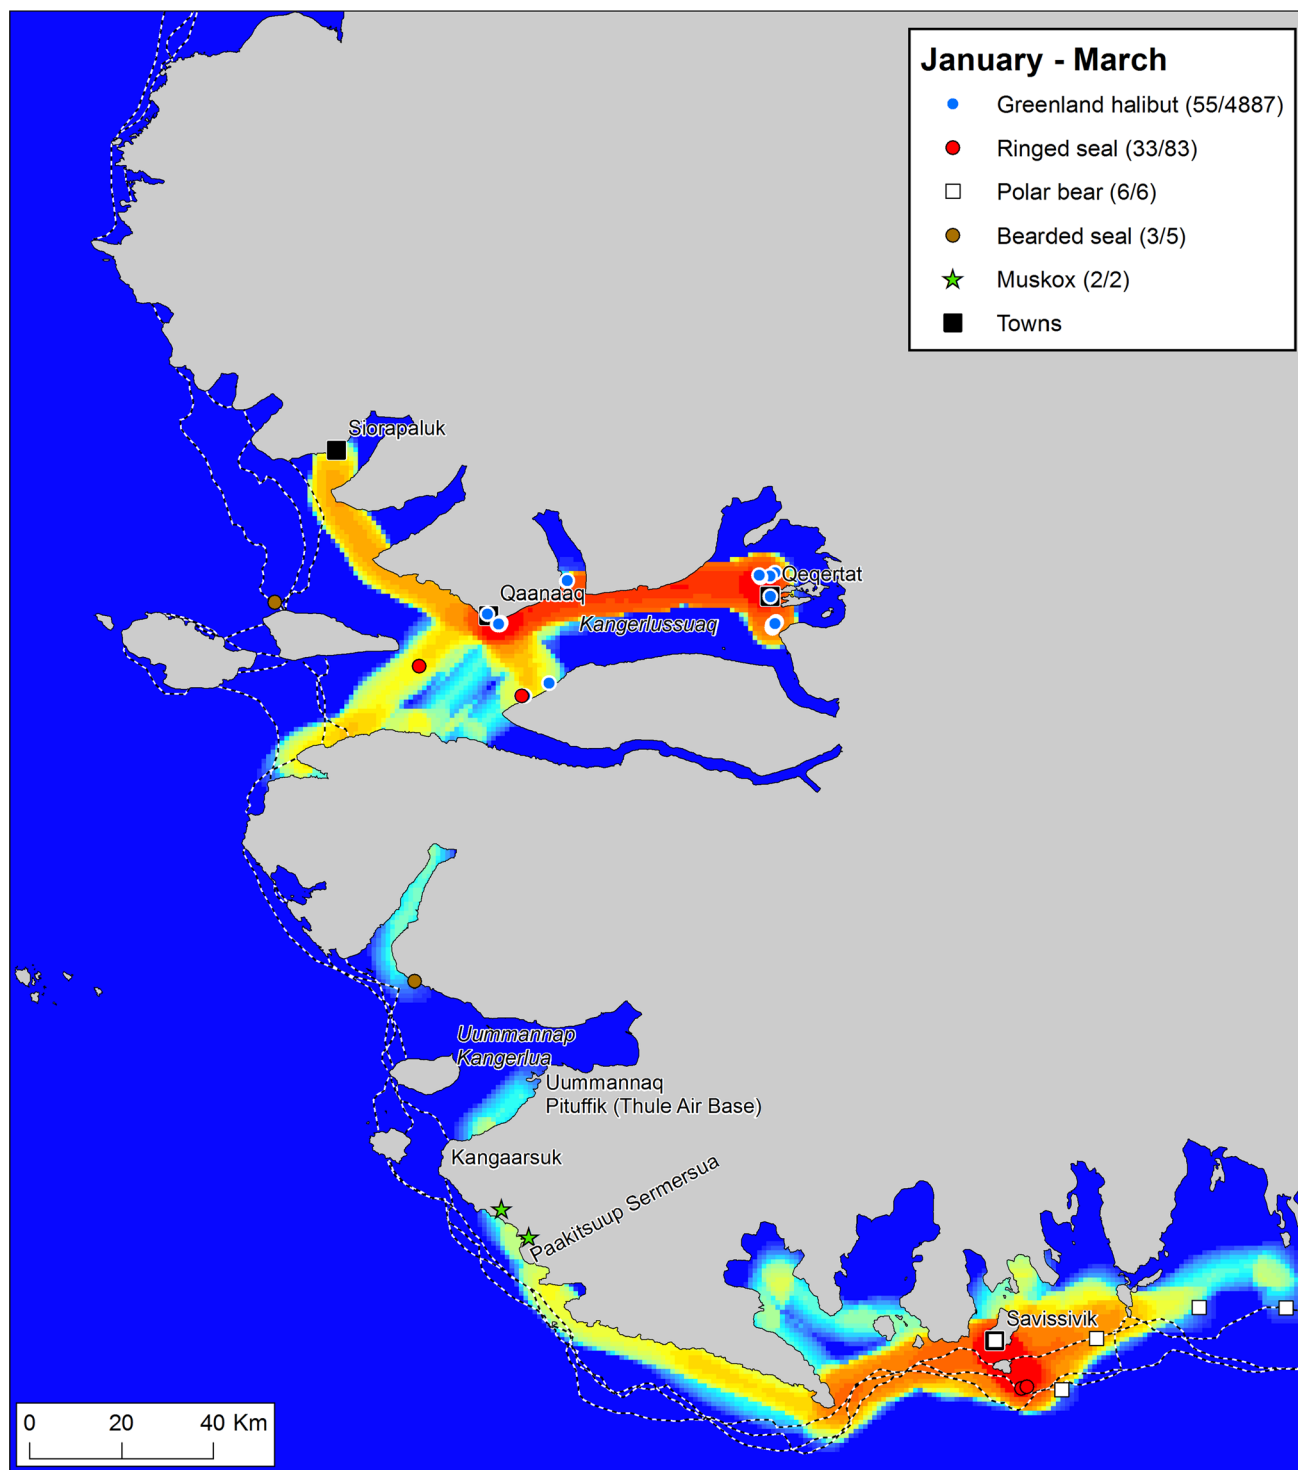 January - March
Greenland halibut (55/4887)
Ringed seal (33/83)
Polar bear (6/6)
Bearded seal (3/5)
Muskox (2/2)
Towns
Siorapaluk
Qeqertat
Qaanaaq
Kangerlussuaq
Uummannap
Kangerlua
Uummannaq
Pituffik (Thule Air Base)
Kangaarsuk
Paakitsuup Sermersua
Savissivik
0 20 40 Km